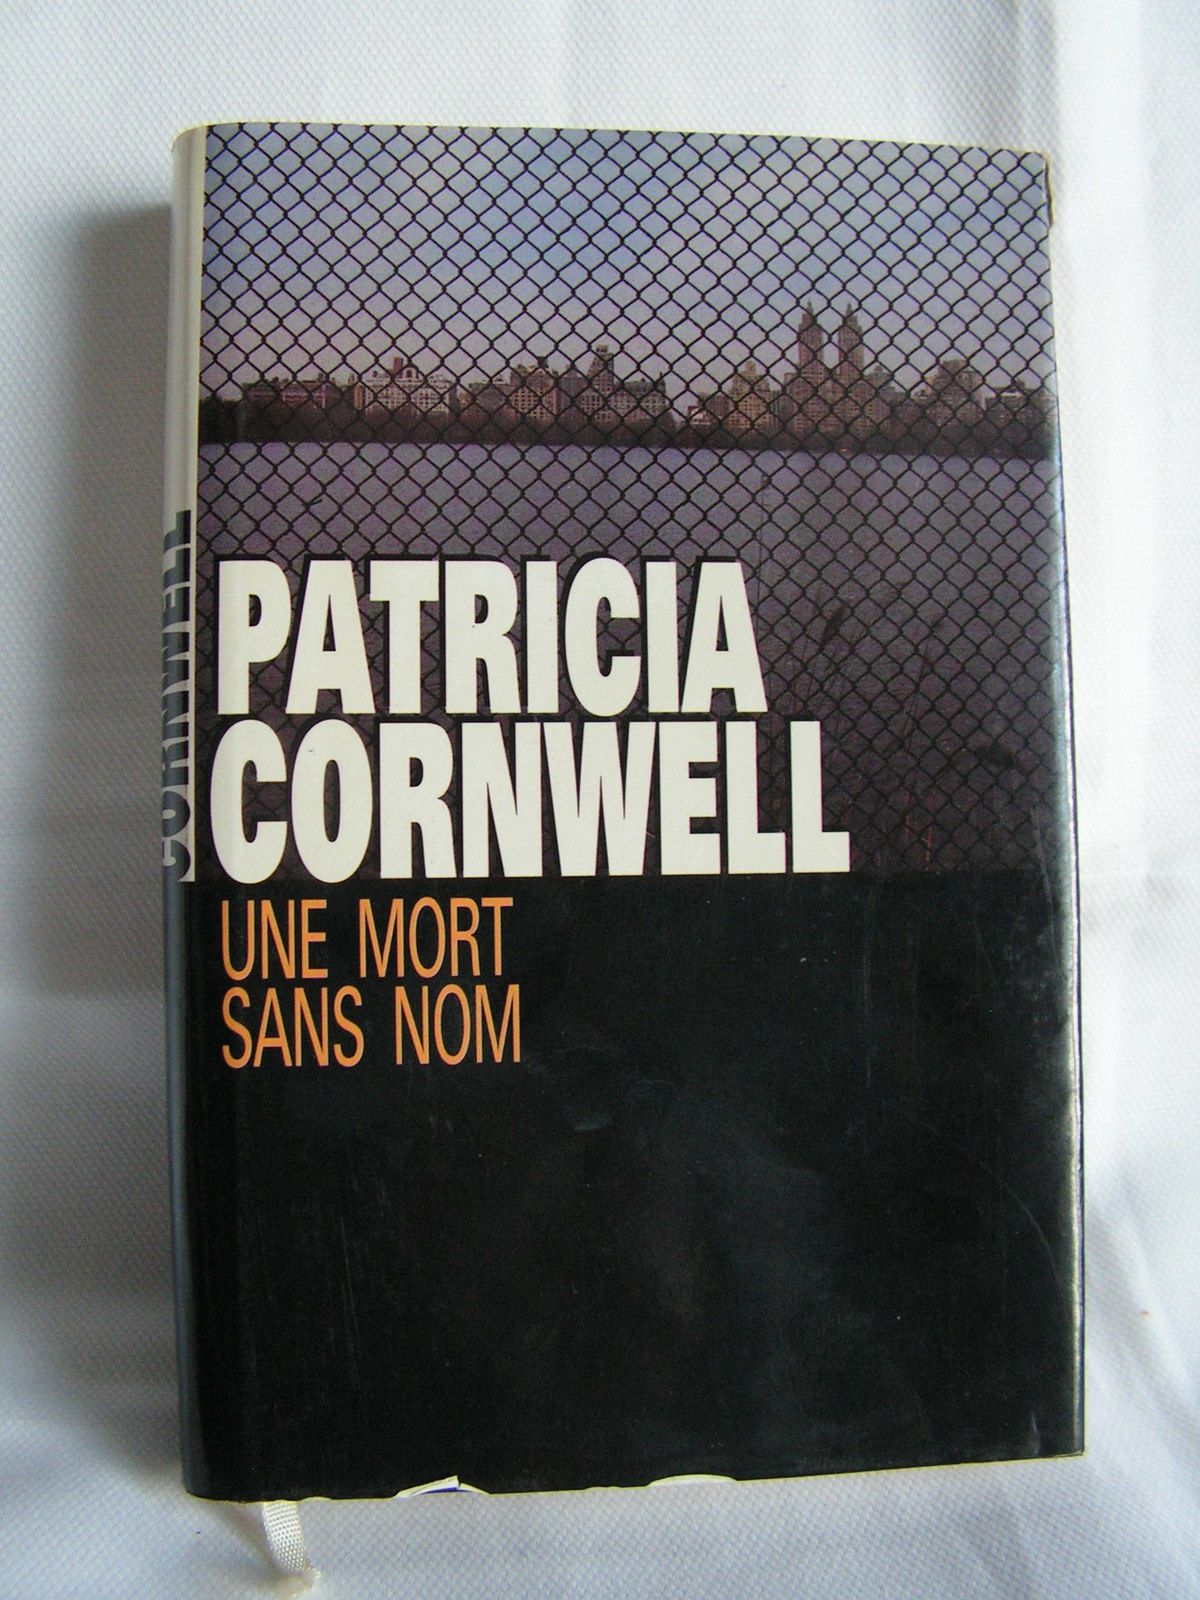 PATRICIA
CORNWELL
UNE MORT
SANS NOM
CORNWELL